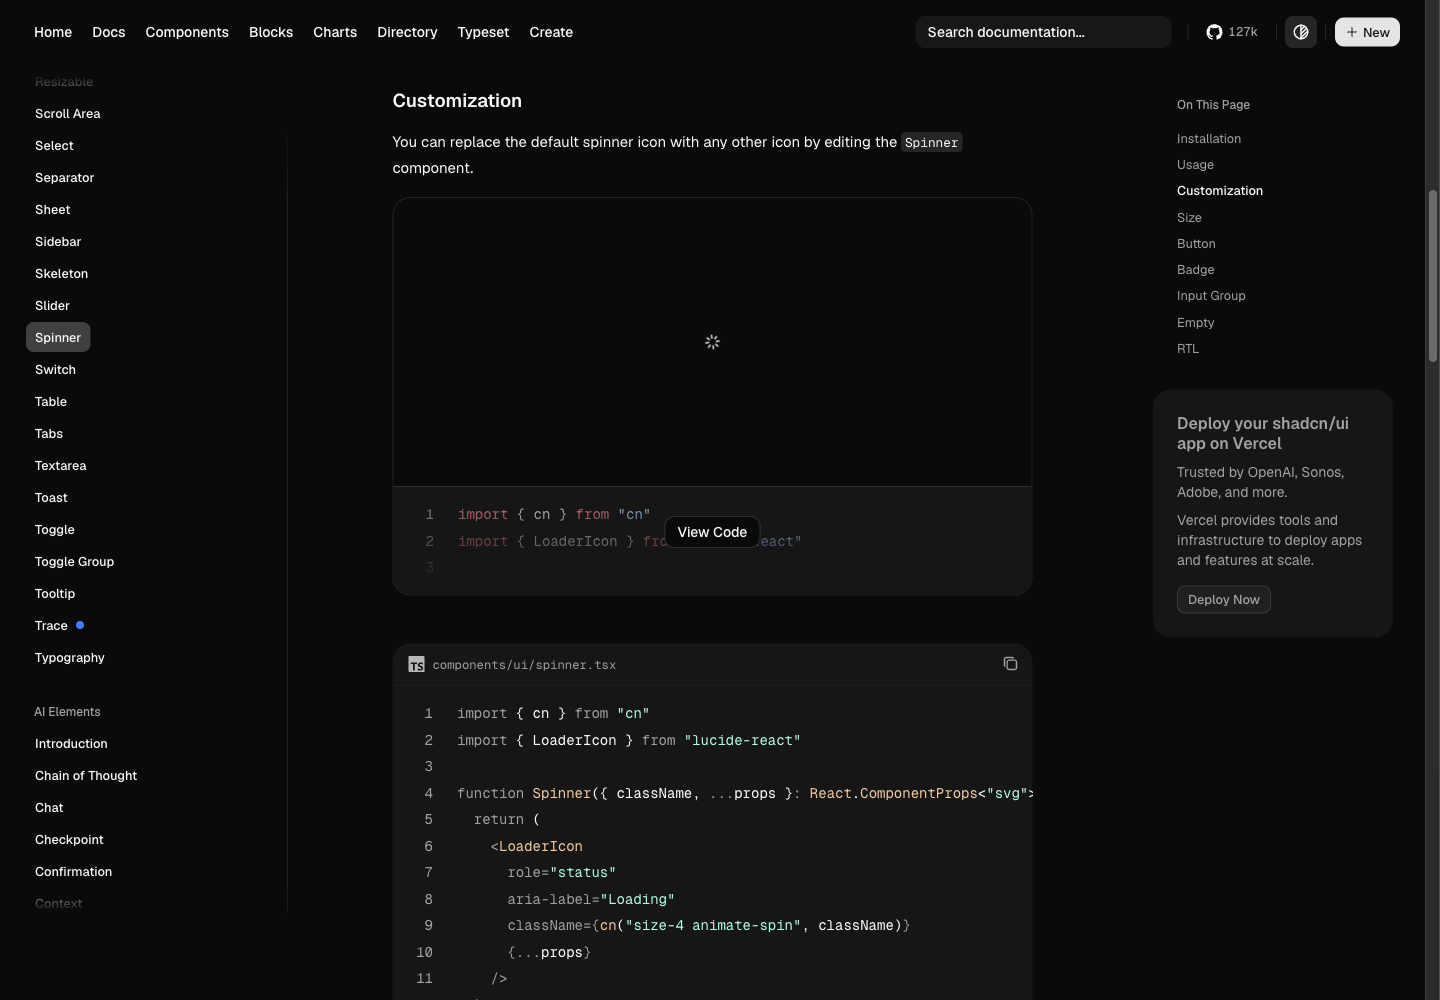 Home Docs Components Blocks Charts Directory Typeset Create
Search documentation...
127k
New
Resizable
Scroll Area
Select
Separator
Sheet
Sidebar
Skeleton
Slider
Spinner
Switch
Table
Tabs
Textarea
Toast
Toggle
Toggle Group
Tooltip
Trace
Typography
AI Elements
Introduction
Chain of Thought
Chat
Checkpoint
Confirmation
Context
Customization
You can replace the default spinner icon with any other icon by editing the Spinner
component.
1 import { cn } from "cn"
2 import { LoaderIcon } fro eact"
3
View Code
TS components/ui/spinner.tsx
1 import { cn } from "cn"
2 import { LoaderIcon } from "lucide-react"
3
4 function Spinner({ className, ...props }: React.ComponentProps<"svg">
5 return (
6 <LoaderIcon
7 role="status"
8 aria-label="Loading"
9 className={cn("size-4 animate-spin", className)}
10 {...props}
11 />
On This Page
Installation
Usage
Customization
Size
Button
Badge
Input Group
Empty
RTL
Deploy your shadcn/ui
app on Vercel
Trusted by OpenAI, Sonos,
Adobe, and more.
Vercel provides tools and
infrastructure to deploy apps
and features at scale.
Deploy Now